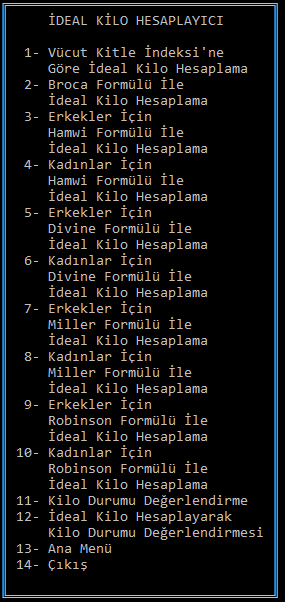 İDEAL KİLO HESAPLAYICI
1- Vücut Kitle İndeksi'ne
Göre İdeal Kilo Hesaplama
2- Broca Formülü İle
İdeal Kilo Hesaplama
3- Erkekler İçin
Hamwi Formülü İle
İdeal Kilo Hesaplama
4- Kadınlar İçin
Hamwi Formülü İle
İdeal Kilo Hesaplama
5- Erkekler İçin
Divine Formülü İle
İdeal Kilo Hesaplama
6- Kadınlar İçin
Divine Formülü İle
İdeal Kilo Hesaplama
7- Erkekler İçin
Miller Formülü İle
İdeal Kilo Hesaplama
8- Kadınlar İçin
Miller Formülü İle
İdeal Kilo Hesaplama
9- Erkekler İçin
Robinson Formülü İle
İdeal Kilo Hesaplama
10- Kadınlar İçin
Robinson Formülü İle
İdeal Kilo Hesaplama
11- Kilo Durumu Değerlendirme
12- İdeal Kilo Hesaplayarak
Kilo Durumu Değerlendirmesi
13- Ana Menü
14- Çıkış